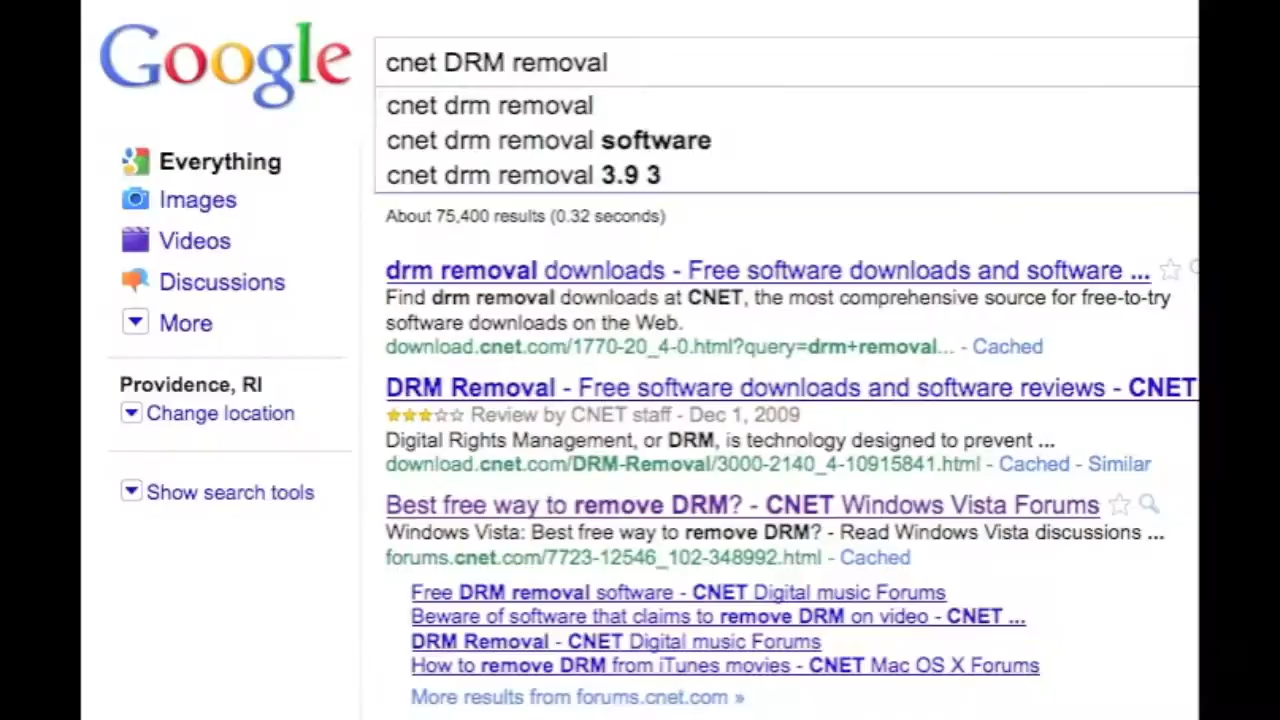 Google
cnet DRM removal
cnet drm removal
cnet drm removal software
cnet drm removal 3.9 3
Everything
Images
Videos
Discussions
More
Providence, RI
Change location
Show search tools
About 75,400 results (0.32 seconds)
drm removal downloads - Free software downloads and software ...
Find drm removal downloads at CNET, the most comprehensive source for free-to-try
software downloads on the Web.
download.cnet.com/1770-20_4-0.html?query=drm+removal... - Cached
DRM Removal - Free software downloads and software reviews - CNET
Review by CNET staff - Dec 1, 2009
Digital Rights Management, or DRM, is technology designed to prevent ...
download.cnet.com/DRM-Removal/3000-2140_4-10915841.html - Cached - Similar
Best free way to remove DRM? - CNET Windows Vista Forums
Windows Vista: Best free way to remove DRM? - Read Windows Vista discussions ...
forums.cnet.com/7723-12546_102-348992.html - Cached
Free DRM removal software - CNET Digital music Forums
Beware of software that claims to remove DRM on video - CNET ...
DRM Removal - CNET Digital music Forums
How to remove DRM from iTunes movies - CNET Mac OS X Forums
More results from forums.cnet.com »